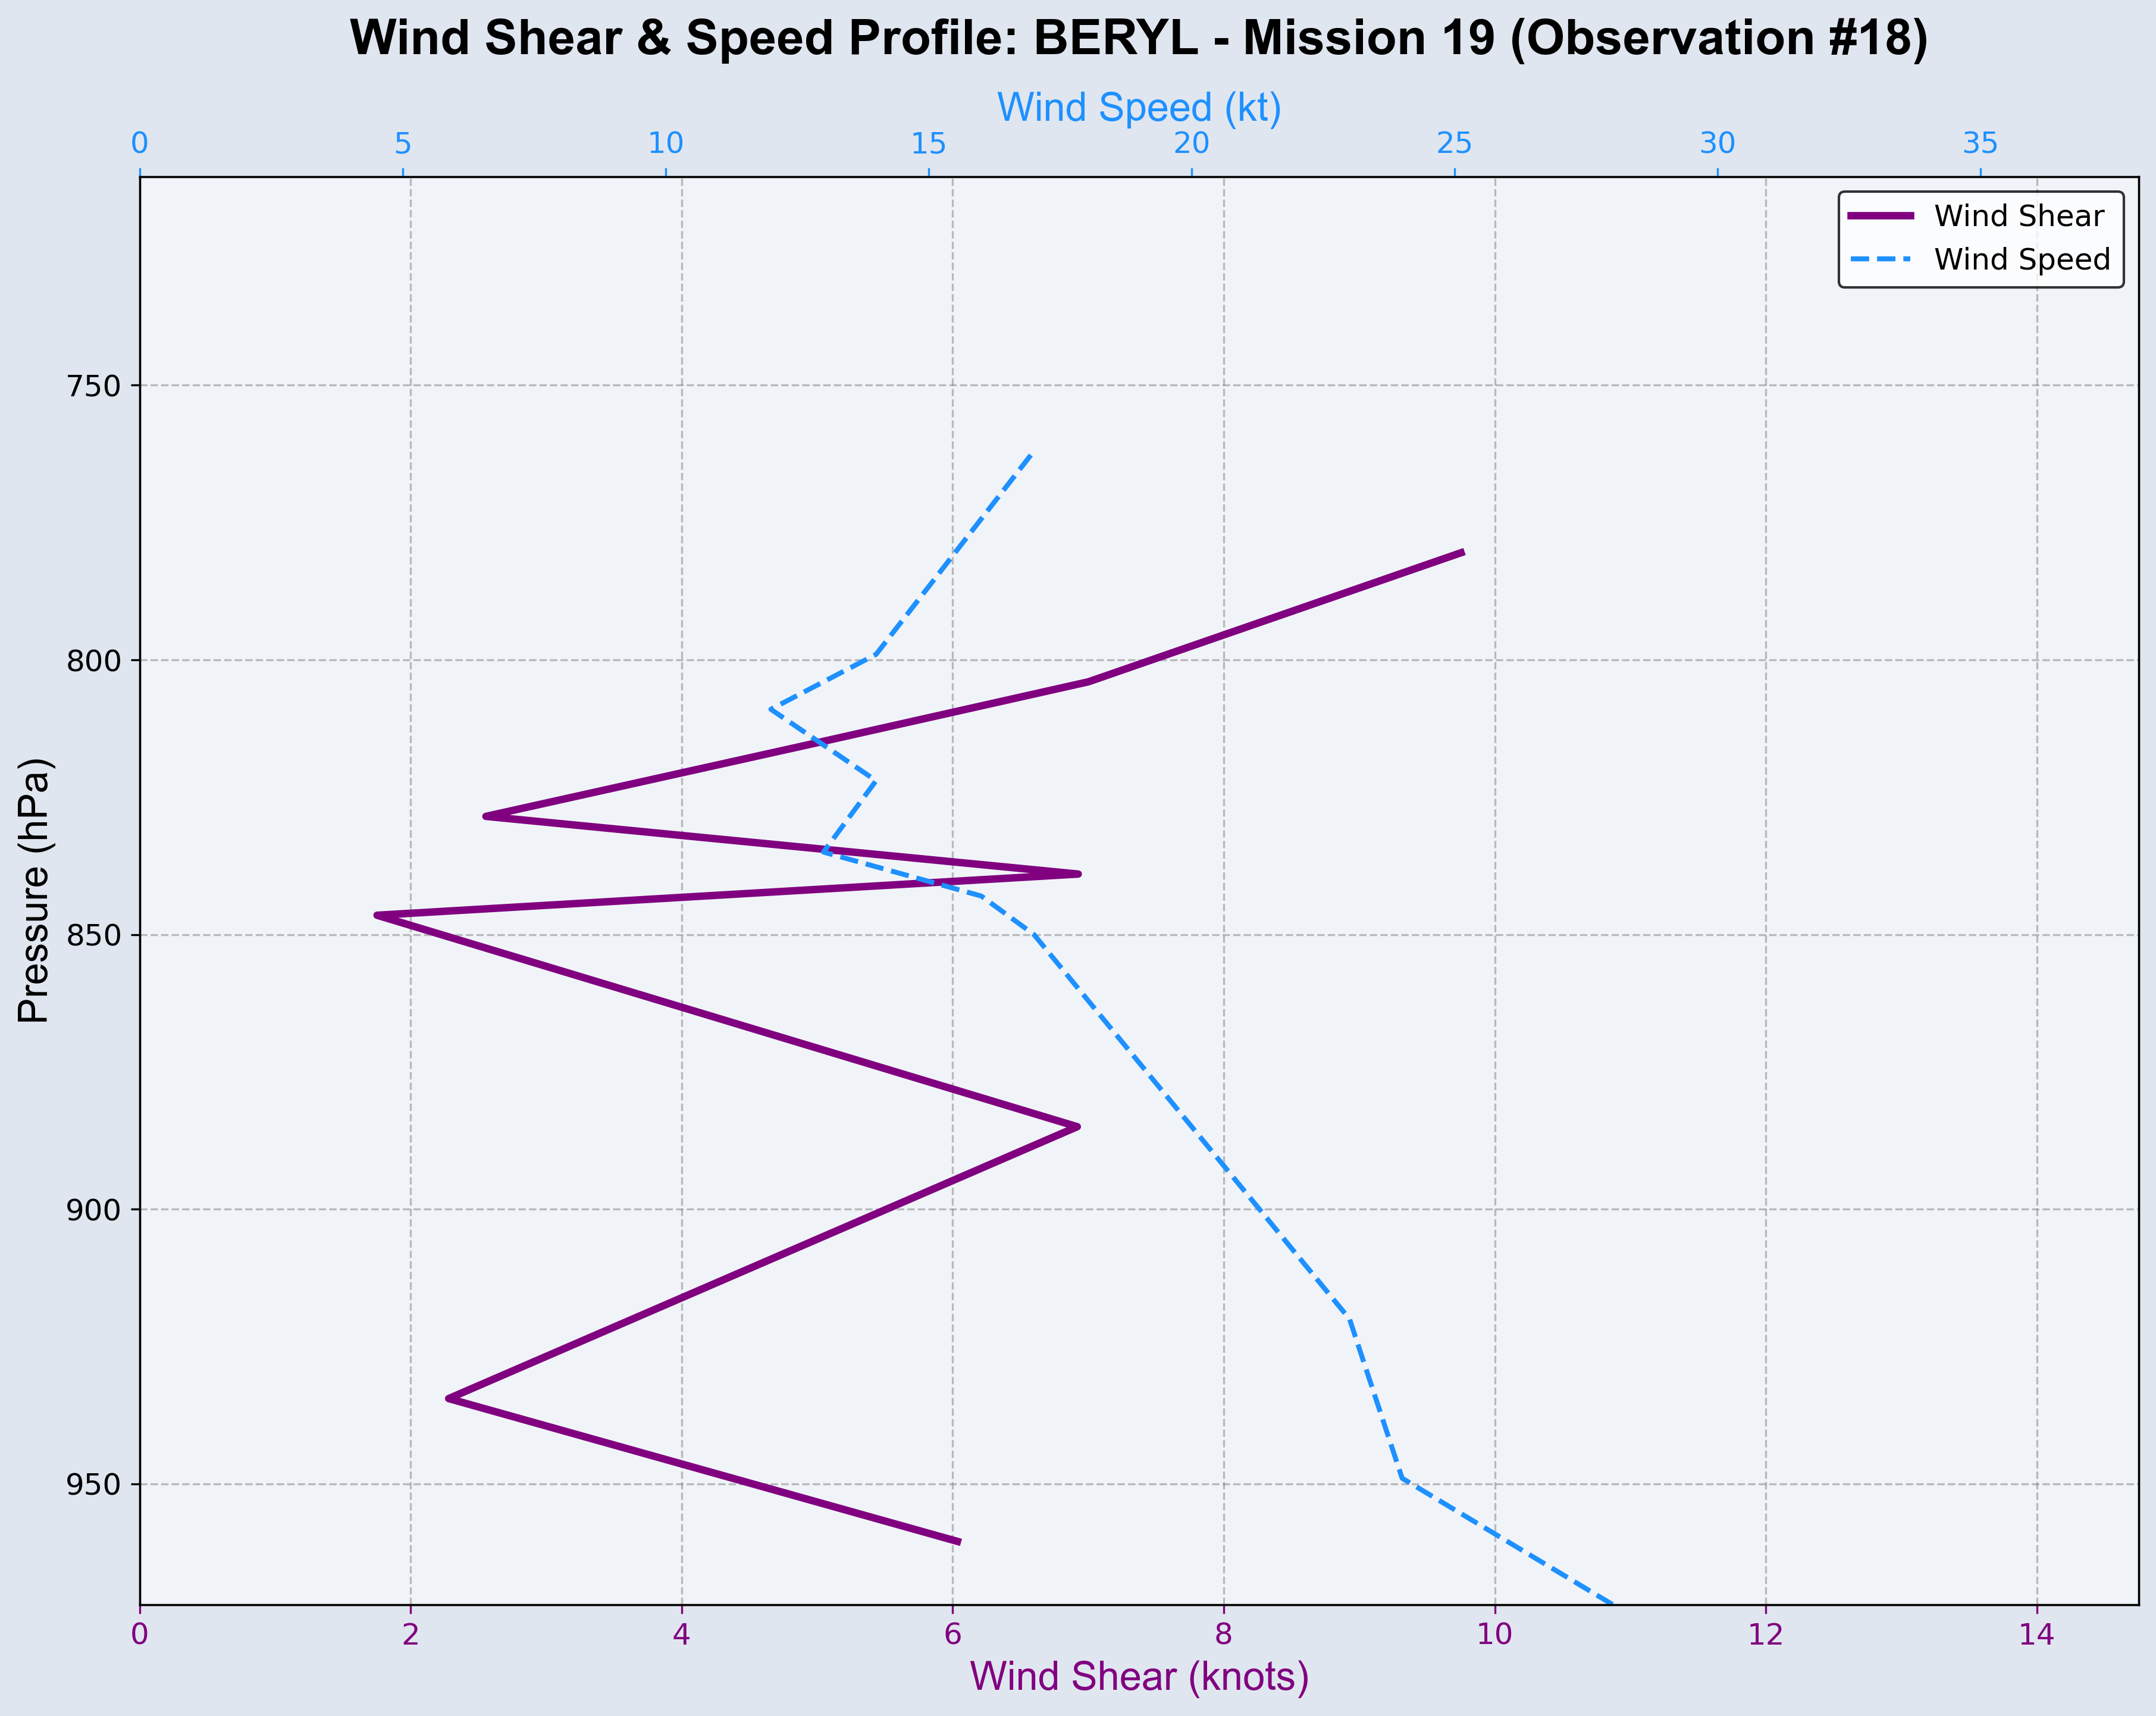 Wind Shear & Speed Profile: BERYL - Mission 19 (Observation #18)
Wind Speed (kt)
0 5 10 15 20 25 30 35
Wind Shear
Wind Speed
750
800
850
900
950
Pressure (hPa)
0 2 4 6 8 10 12 14
Wind Shear (knots)